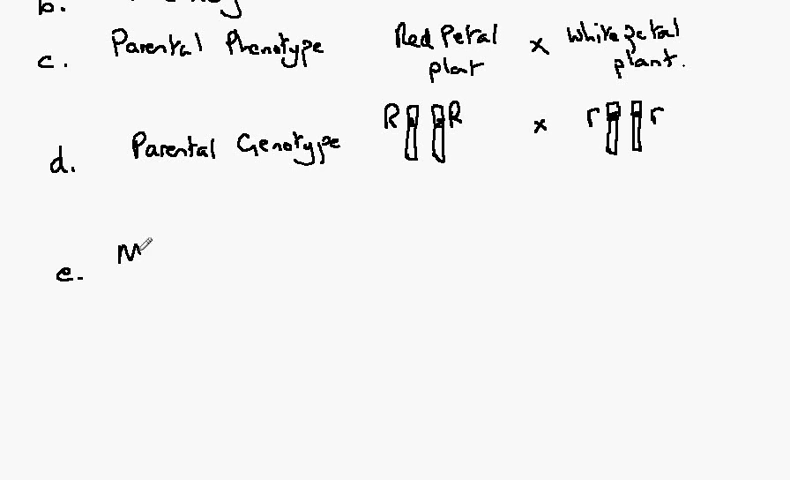 b.
c. Parental Phenotype Red Petal x White petal
plant plant.
d. Parental Genotype R R x r r
e. M